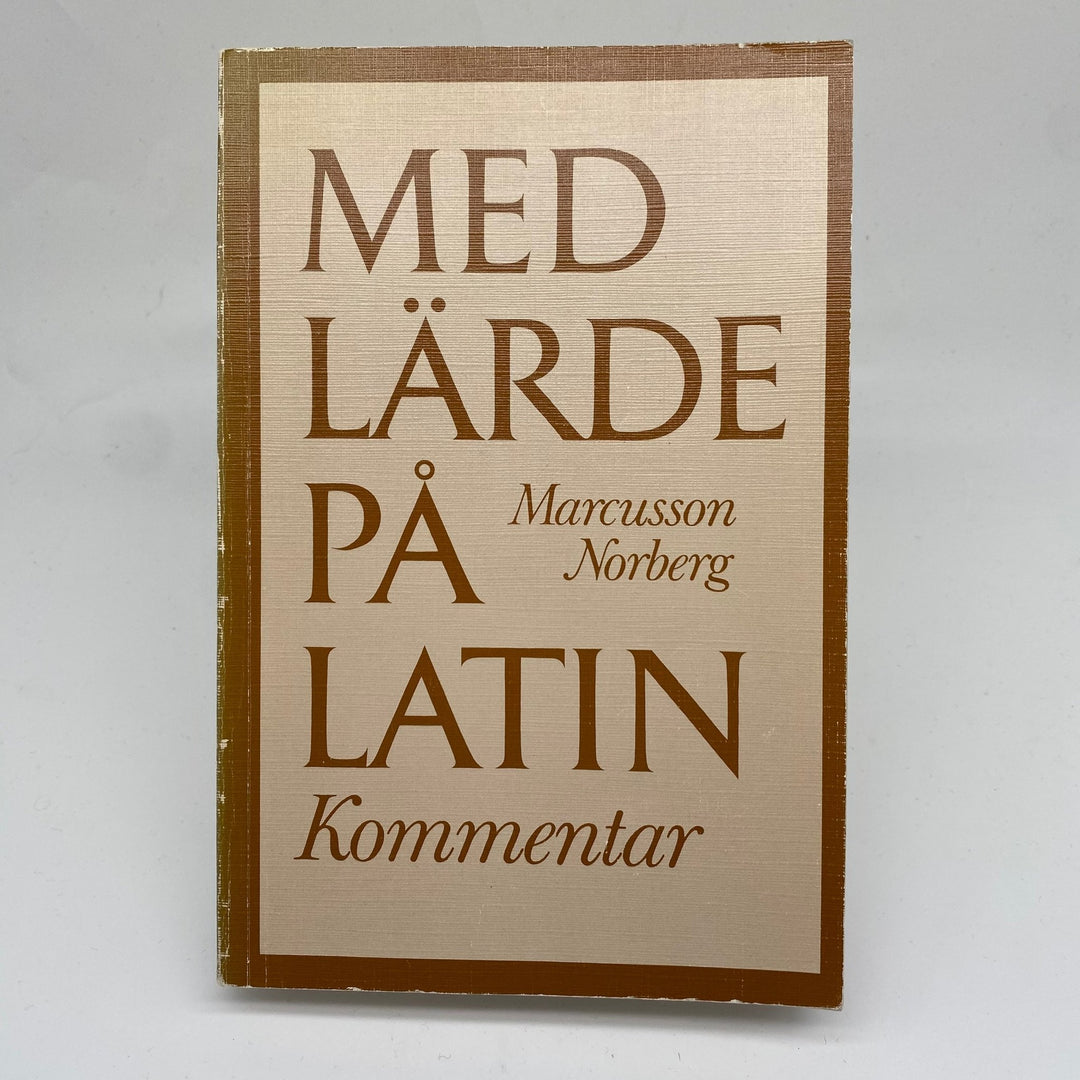 MED
LÄRDE
PÅ
Marcusson
Norberg
LATIN
Kommentar